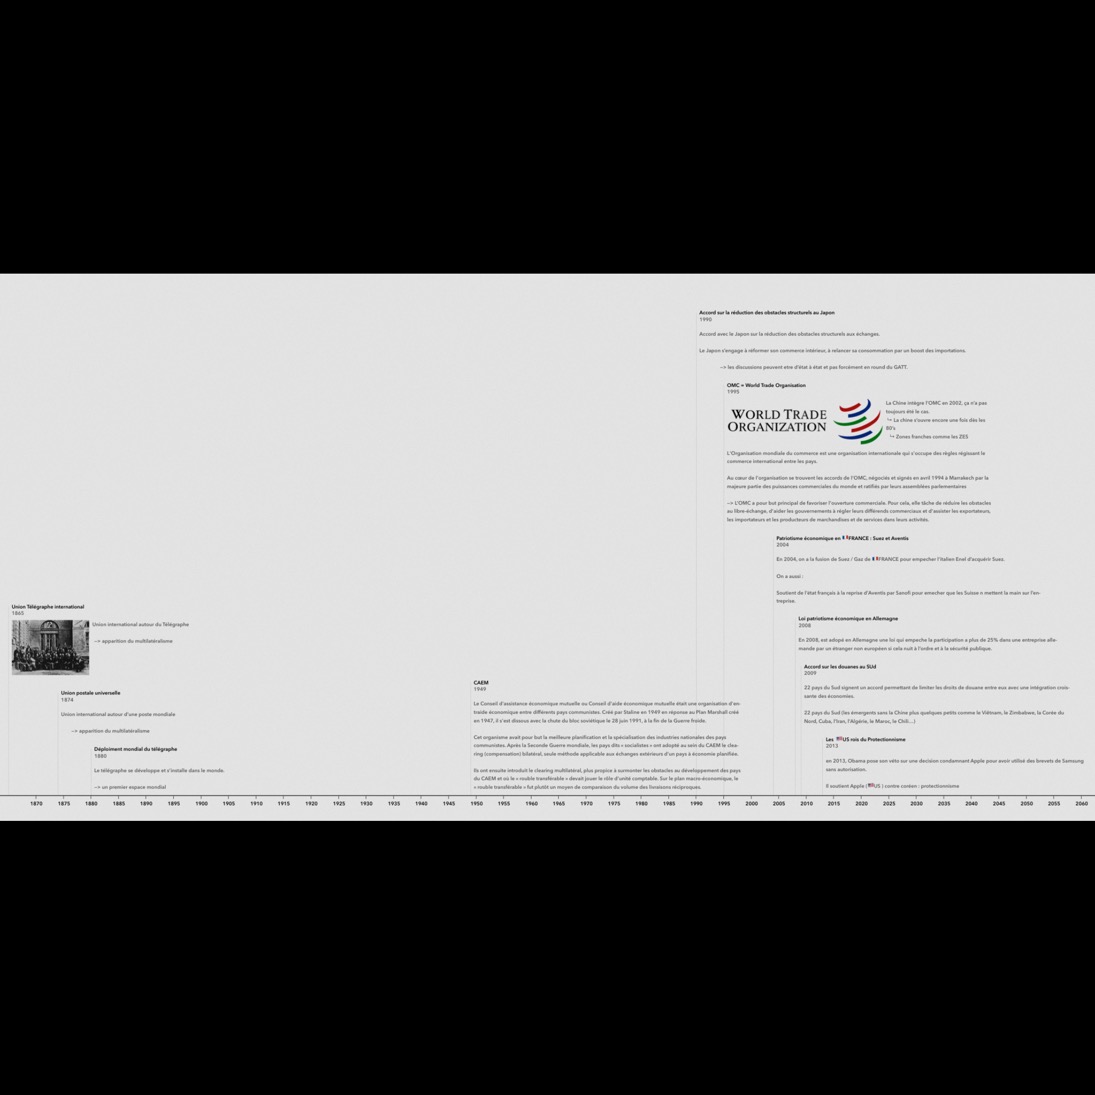 Accord sur la réduction des obstacles structurels au Japon
1990
Accord avec le Japon sur la réduction des obstacles structurels aux échanges.
Le Japon s'engage à réformer son commerce intérieur, à relancer sa consommation par un boost des importations.
—> les discussions peuvent etre d'état à état et pas forcèment en round du GATT.
OMC = World Trade Organisation
1995
WORLD TRADE
ORGANIZATION
La Chine intègre l'OMC en 2002, ça n'a pas
toujours été le cas.
↪ La chine s'ouvre encore une fois dès les
80's
↪ Zones franches comme les ZES
L'Organisation mondiale du commerce est une organisation internationale qui s'occupe des règles régissant le
commerce international entre les pays.
Au cœur de l'organisation se trouvent les accords de l'OMC, négociés et signés en avril 1994 à Marrakech par la
majeure partie des puissances commerciales du monde et ratifiés par leurs assemblées parlementaires
—> L'OMC a pour but principal de favoriser l'ouverture commerciale. Pour cela, elle tâche de réduire les obstacles
au libre-échange, d'aider les gouvernements à régler leurs différends commerciaux et d'assister les exportateurs,
les importateurs et les producteurs de marchandises et de services dans leurs activités.
Patriotisme économique en 🇫🇷FRANCE : Suez et Aventis
2004
En 2004, on a la fusion de Suez / Gaz de 🇫🇷FRANCE pour empecher l'italien Enel d'acquérir Suez.
On a aussi :
Soutient de l'état français à la reprise d'Aventis par Sanofi pour emecher que les Suisse n mettent la main sur l'en-
treprise.
Union Télégraphe international
1865
Union international autour du Télégraphe
—> apparition du multilatéralisme
Loi patriotisme économique en Allemagne
2008
En 2008, est adopé en Allemagne une loi qui empeche la participation a plus de 25% dans une entreprise alle-
mande par un étranger non européen si cela nuit à l'ordre et à la sécurité publique.
Accord sur les douanes au SUd
2009
22 pays du Sud signent un accord permettant de limiter les droits de douane entre eux avec une intégration crois-
sante des économies.
22 pays du Sud (les émergents sans la Chine plus quelques petits comme le Viêtnam, le Zimbabwe, la Corée du
Nord, Cuba, l'Iran, l'Algérie, le Maroc, le Chili...)
Union postale universelle
1874
Union international autour d'une poste mondiale
—> apparition du multilatéralisme
CAEM
1949
Le Conseil d'assistance économique mutuelle ou Conseil d'aide économique mutuelle était une organisation d'en-
traide économique entre différents pays communistes. Créé par Staline en 1949 en réponse au Plan Marshall créé
en 1947, il s'est dissous avec la chute du bloc soviétique le 28 juin 1991, à la fin de la Guerre froide.
Cet organisme avait pour but la meilleure planification et la spécialisation des industries nationales des pays
communistes. Après la Seconde Guerre mondiale, les pays dits « socialistes » ont adopté au sein du CAEM le clea-
ring (compensation) bilatéral, seule méthode applicable aux échanges extérieurs d'un pays à économie planifiée.
Ils ont ensuite introduit le clearing multilatéral, plus propice à surmonter les obstacles au développement des pays
du CAEM et où le « rouble transférable » devait jouer le rôle d'unité comptable. Sur le plan macro-économique, le
« rouble transférable » fut plutôt un moyen de comparaison du volume des livraisons réciproques.
Les 🇺🇸US rois du Protectionnisme
2013
en 2013, Obama pose son véto sur une decision condamnant Apple pour avoir utilisé des brevets de Samsung
sans autorisation.
Il soutient Apple (🇺🇸US ) contre coréen : protectionnisme
Déploiment mondial du télégraphe
1880
Le télégraphe se développe et s'installe dans le monde.
—> un premier espace mondial
1870 1875 1880 1885 1890 1895 1900 1905 1910 1915 1920 1925 1930 1935 1940 1945 1950 1955 1960 1965 1970 1975 1980 1985 1990 1995 2000 2005 2010 2015 2020 2025 2030 2035 2040 2045 2050 2055 2060